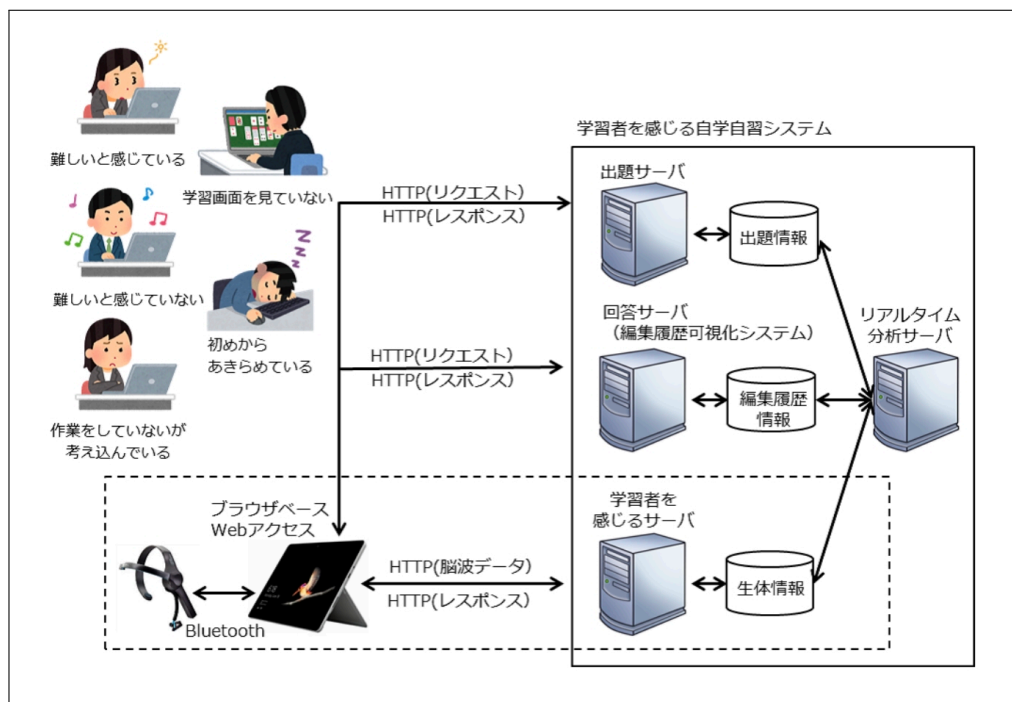 難しいと感じている
学習画面を見ていない
難しいと感じていない
初めから
あきらめている
作業をしていないが
考え込んでいる
HTTP(リクエスト)
HTTP(レスポンス)
HTTP(リクエスト)
HTTP(レスポンス)
学習者を感じる自学自習システム
出題サーバ
出題情報
回答サーバ
（編集履歴可視化システム）
編集履歴
情報
リアルタイム
分析サーバ
ブラウザベース
Webアクセス
Bluetooth
HTTP(脳波データ)
HTTP(レスポンス)
学習者を
感じるサーバ
生体情報